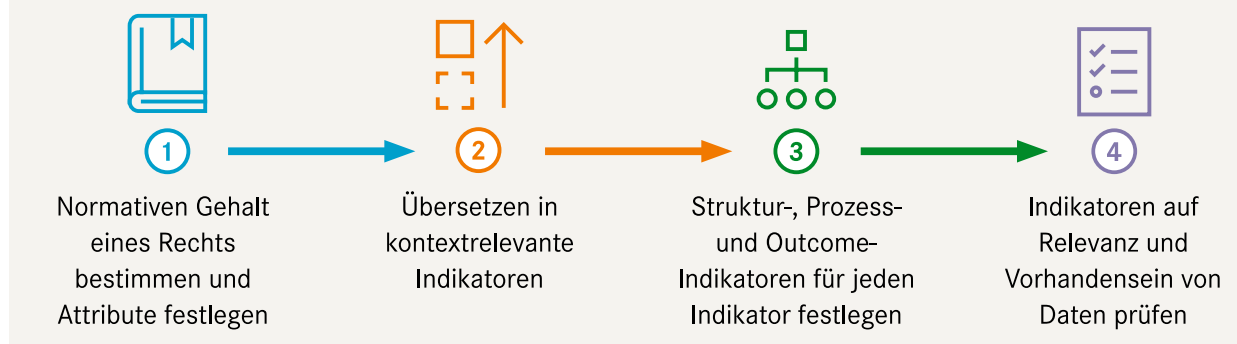 1
Normativen Gehalt
eines Rechts
bestimmen und
Attribute festlegen
2
Übersetzen in
kontextrelevante
Indikatoren
3
Struktur-, Prozess-
und Outcome-
Indikatoren für jeden
Indikator festlegen
4
Indikatoren auf
Relevanz und
Vorhandensein von
Daten prüfen